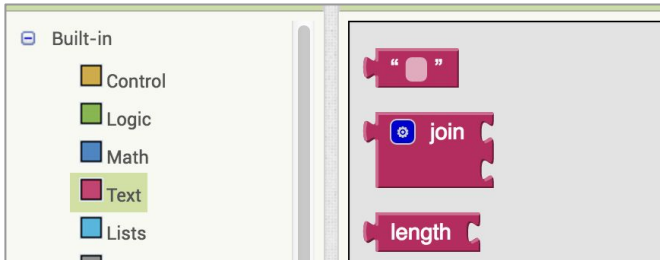 Built-in
Control
Logic
Math
Text
Lists
“ ”
join
length